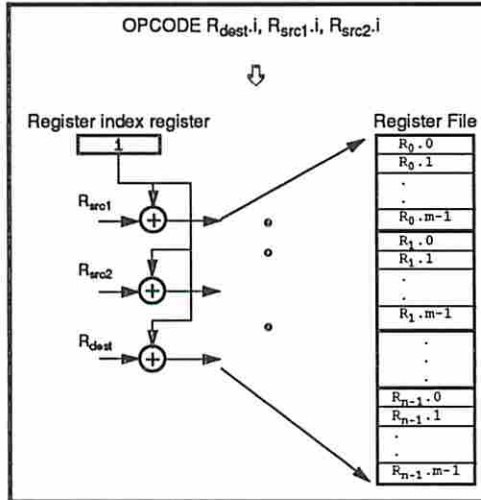 OPCODE Rdest.i, Rsrc1.i, Rsrc2.i
Register index register
1
Rsrc1
+
Rsrc2
+
Rdest
+
Register File
R0.0
R0.1
.
.
R0.m-1
R1.0
R1.1
.
.
R1.m-1
.
.
.
Rn-1.0
Rn-1.1
.
.
Rn-1.m-1